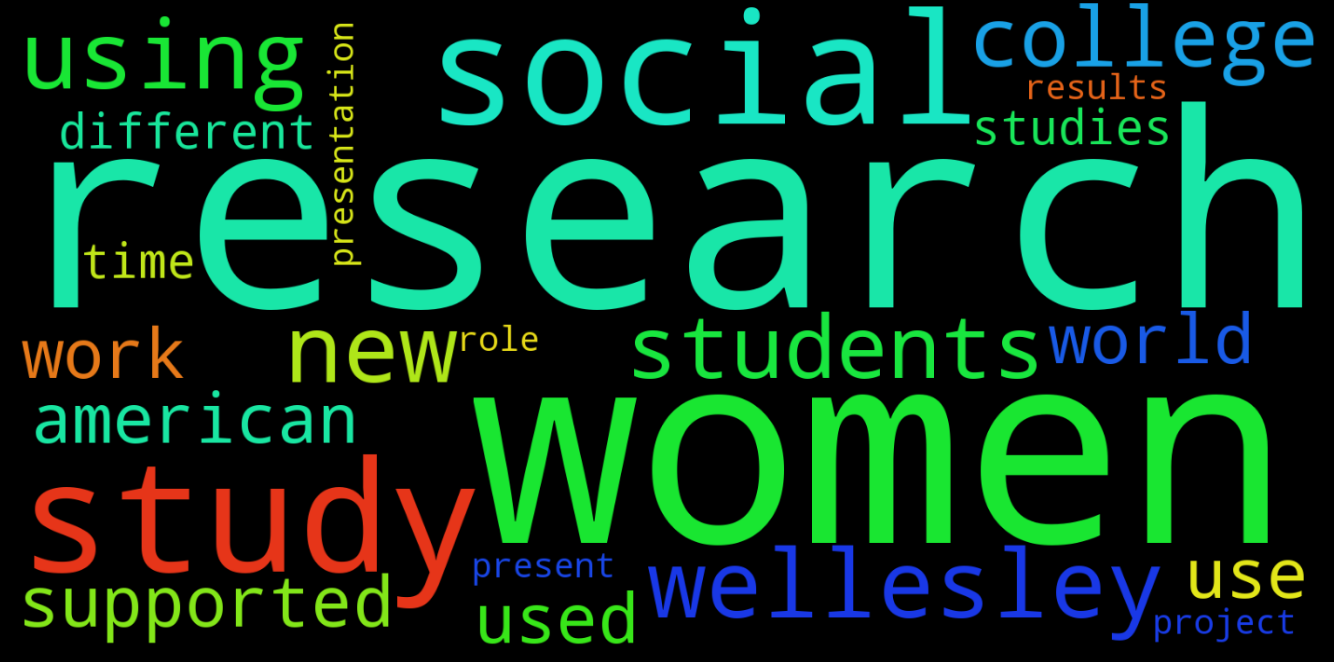 using
presentation
social
college
results
different
studies
research
time
work
new
role
students
world
american
women
study
present
wellesley
use
supported
used
project